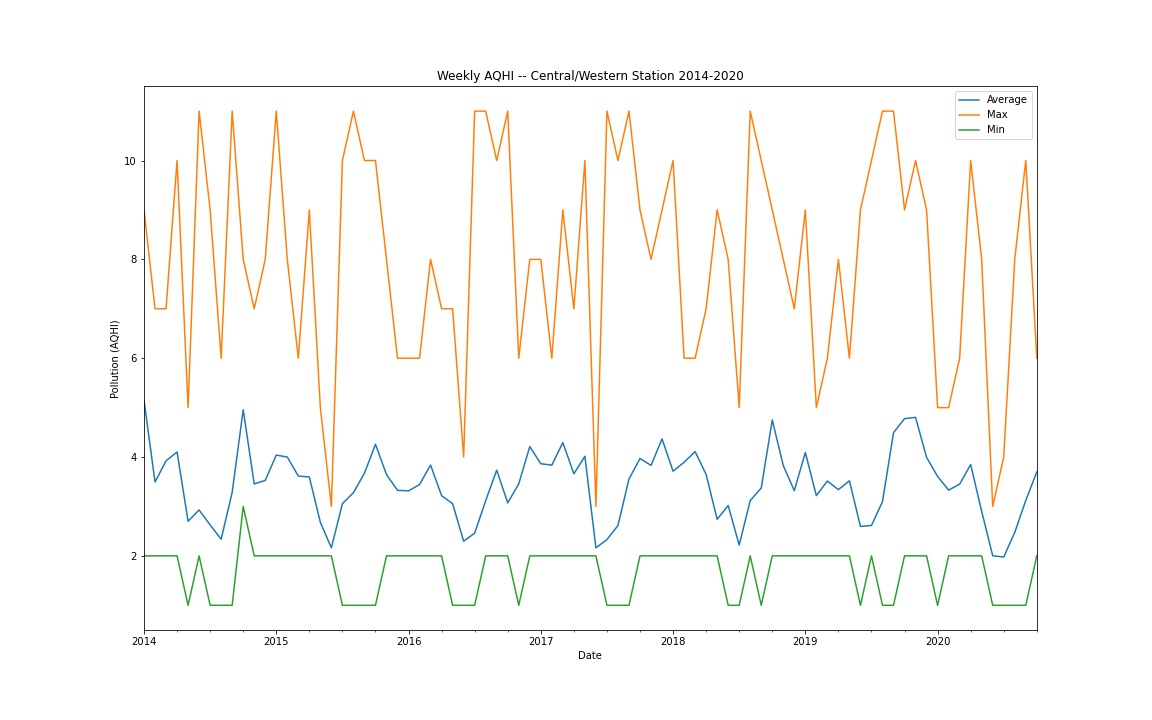 Weekly AQHI -- Central/Western Station 2014-2020
Average
Max
Min
Pollution (AQHI)
10
8
6
4
2
2014 2015 2016 2017 2018 2019 2020
Date